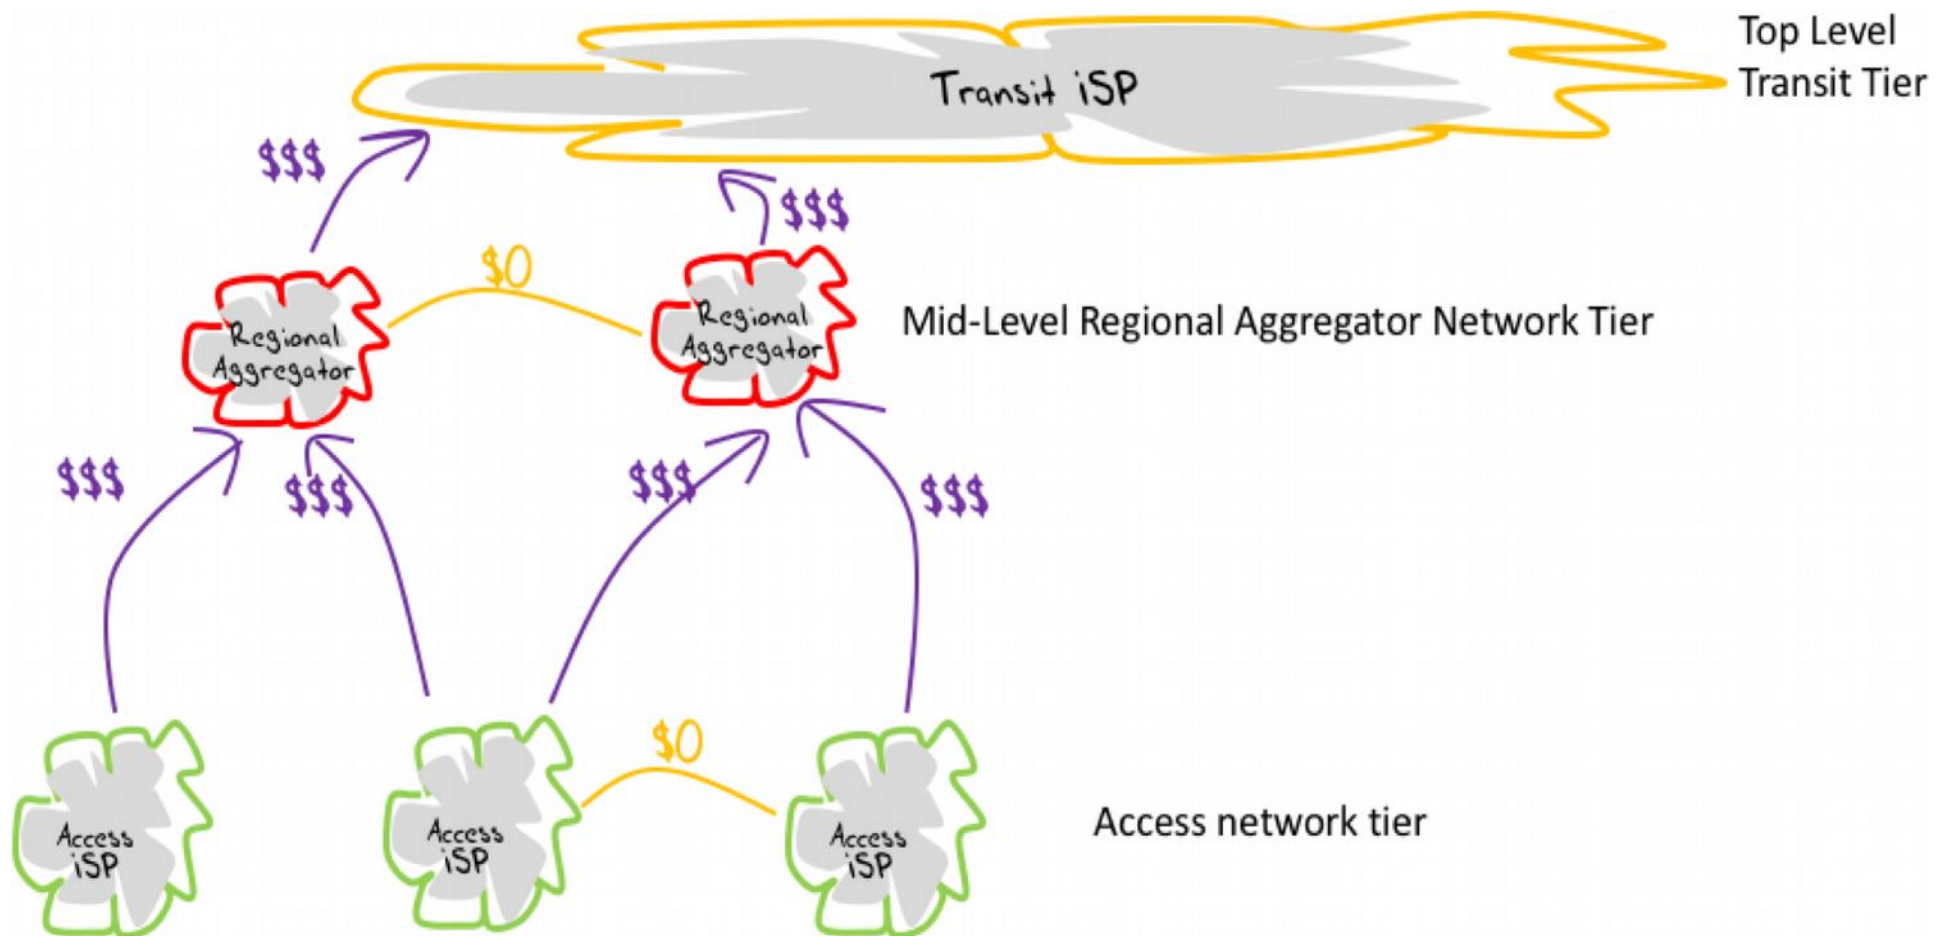 Top Level
Transit Tier
Transit iSP
$$$
$$$
$0
Regional
Aggregator
Regional
Aggregator
Mid-Level Regional Aggregator Network Tier
$$$
$$$
$$$
$$$
$0
Access
iSP
Access
iSP
Access
iSP
Access network tier